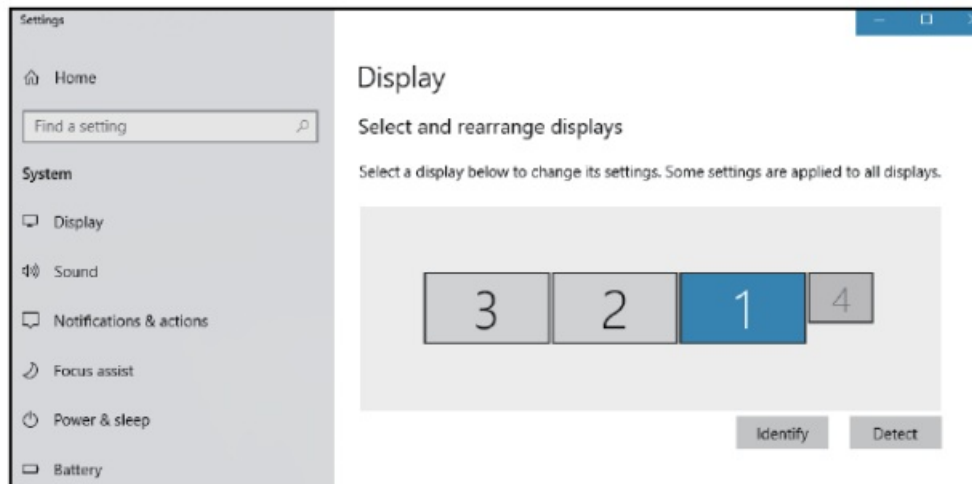 Settings
Home
Find a setting
System
Display
Sound
Notifications & actions
Focus assist
Power & sleep
Battery
Display
Select and rearrange displays
Select a display below to change its settings. Some settings are applied to all displays.
3 2 1 4
Identify Detect